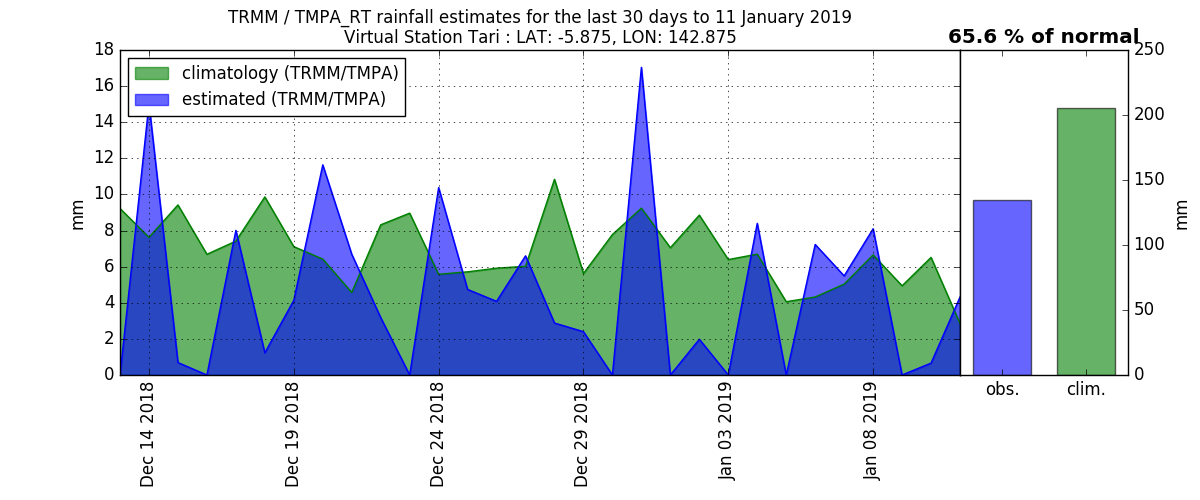 TRMM / TMPA_RT rainfall estimates for the last 30 days to 11 January 2019
Virtual Station Tari : LAT: -5.875, LON: 142.875
65.6 % of normal
climatology (TRMM/TMPA)
estimated (TRMM/TMPA)
mm
18
16
14
12
10
8
6
4
2
0
Dec 14 2018
Dec 19 2018
Dec 24 2018
Dec 29 2018
Jan 03 2019
Jan 08 2019
250
200
150
100
50
0
mm
obs.
clim.